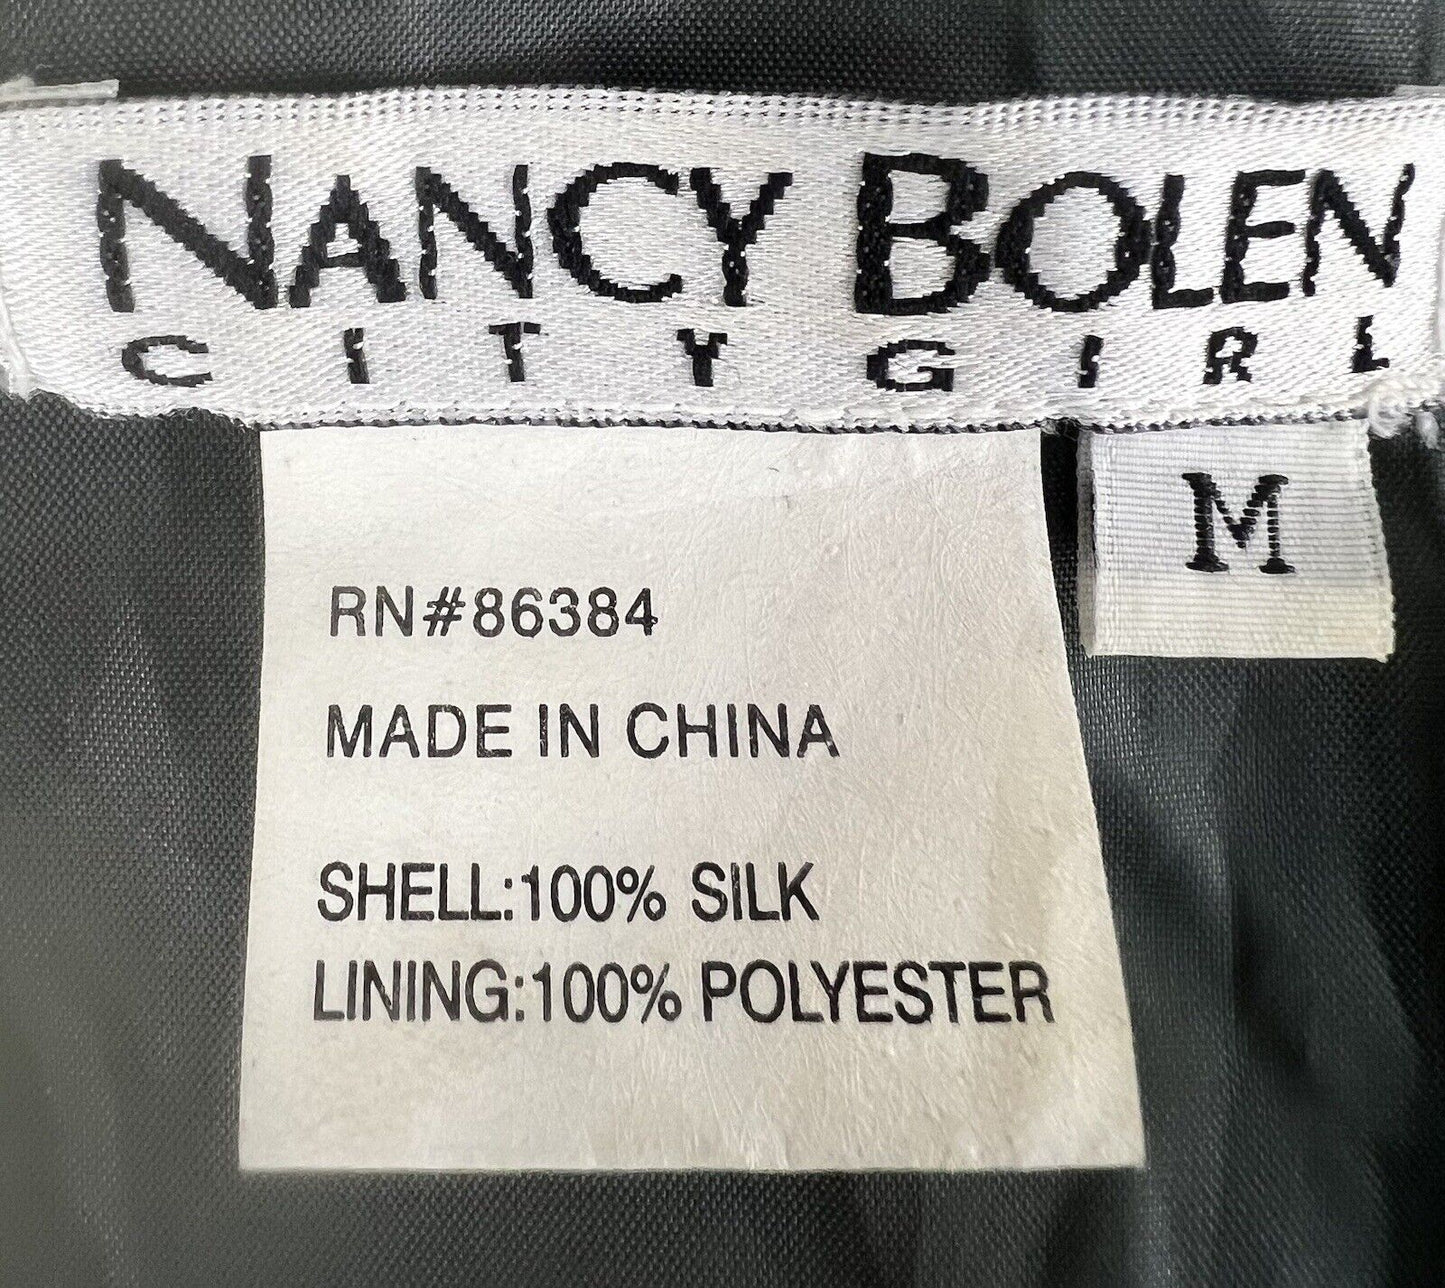 NANCY BOLEN
CITY GIRL
M
RN#86384
MADE IN CHINA
SHELL:100% SILK
LINING:100% POLYESTER